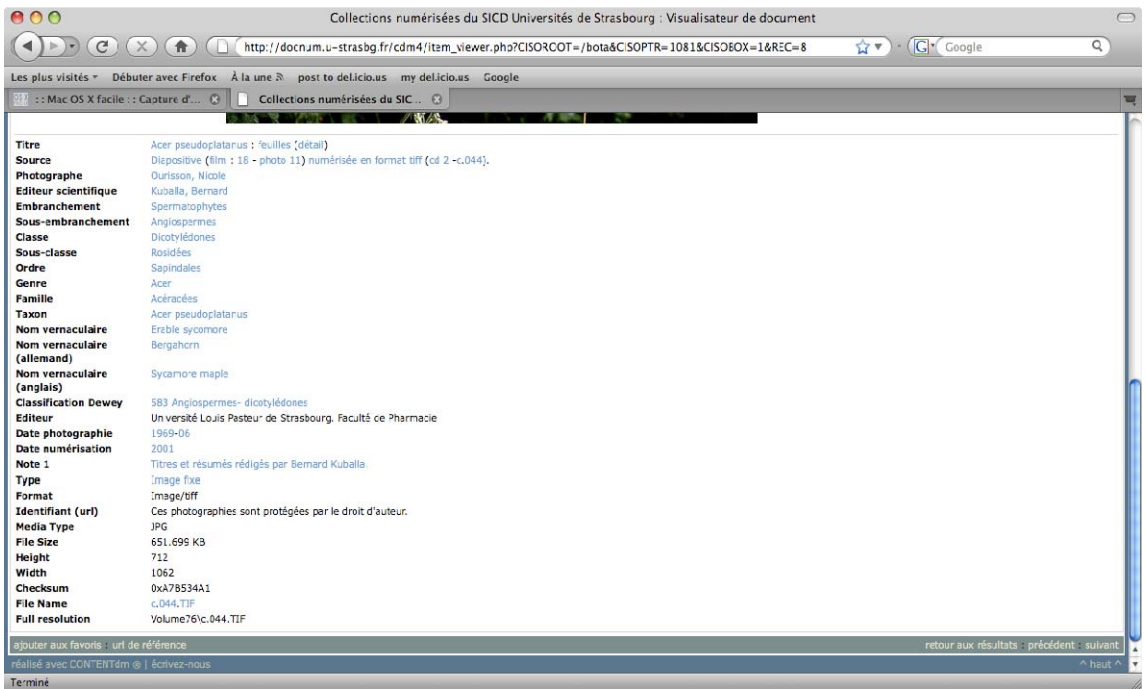 Collections numérisées du SICD Universités de Strasbourg : Visualisateur de document
http://docnum.u-strasbg.fr/cdm4/item_viewer.php?CISOROOT=/bota&CISOPTR=1081&CISOBOX=1&REC=8
G Google
Les plus visités Débuter avec Firefox À la une post to del.icio.us my del.icio.us Google
:: Mac OS X facile :: Capture d'... Collections numérisées du SIC...
Titre Acer pseudoplatanus : feuilles (détail)
Source Diapositive (film : 18 - photo 11) numérisée en format tiff (cd 2 -c.044).
Photographe Ourisson, Nicole
Editeur scientifique Kuballa, Bernard
Embranchement Spermatophytes
Sous-embranchement Angiospermes
Classe Dicotylédones
Sous-classe Rosidées
Ordre Sapindales
Genre Acer
Famille Acéracées
Taxon Acer pseudoplatanus
Nom vernaculaire Erable sycomore
Nom vernaculaire Bergahorn
(allemand)
Nom vernaculaire Sycamore maple
(anglais)
Classification Dewey 583 Angiospermes- dicotylédones
Editeur Université Louis Pasteur de Strasbourg. Faculté de Pharmacie
Date photographie 1969-06
Date numérisation 2001
Note 1 Titres et résumés rédigés par Bernard Kuballa.
Type Image fixe
Format Image/tiff
Identifiant (url) Ces photographies sont protégées par le droit d'auteur.
Media Type JPG
File Size 651.699 KB
Height 712
Width 1062
Checksum 0xA7B534A1
File Name c.044.TIF
Full resolution Volume76\c.044.TIF
ajouter aux favoris : url de référence retour aux résultats : précédent : suivant
réalisé avec CONTENTdm ® | écrivez-nous ^ haut ^
Terminé